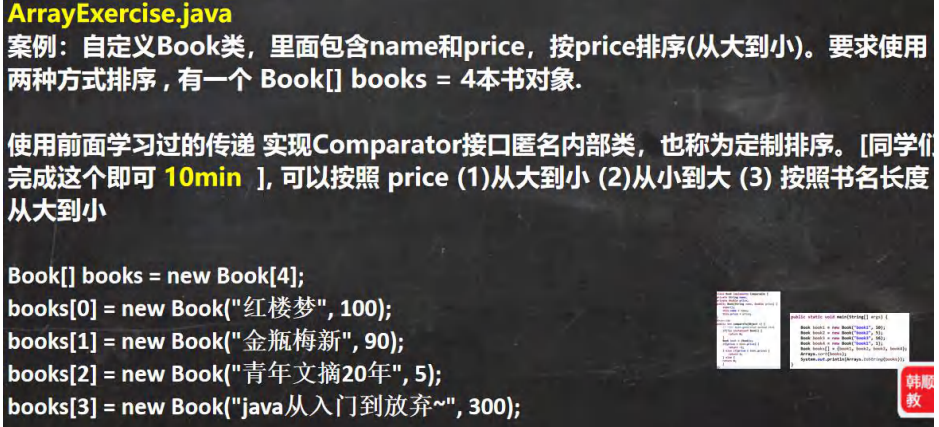 ArrayExercise.java
案例：自定义Book类，里面包含name和price，按price排序(从大到小)。要求使用
两种方式排序 , 有一个 Book[] books = 4本书对象.
使用前面学习过的传递 实现Comparator接口匿名内部类，也称为定制排序。[同学们
完成这个即可 10min  ], 可以按照 price (1)从大到小 (2)从小到大 (3) 按照书名长度
从大到小
Book[] books = new Book[4];
books[0] = new Book("红楼梦", 100);
books[1] = new Book("金瓶梅新", 90);
books[2] = new Book("青年文摘20年", 5);
books[3] = new Book("java从入门到放弃~", 300);
public static void main(String[] args) {
韩顺
教